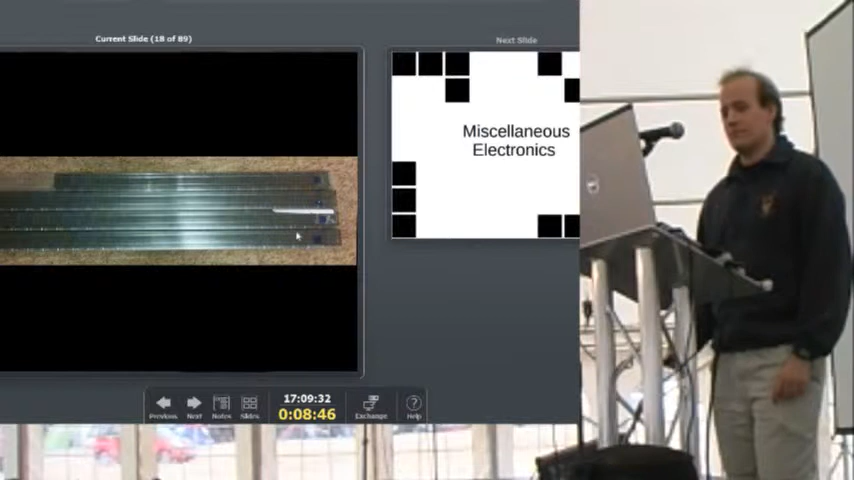 Current Slide (18 of 89)
Next Slide
Miscellaneous
Electronics
17:09:32
0:08:46
Previous
Next
Notes
Slides
Exchange
Help